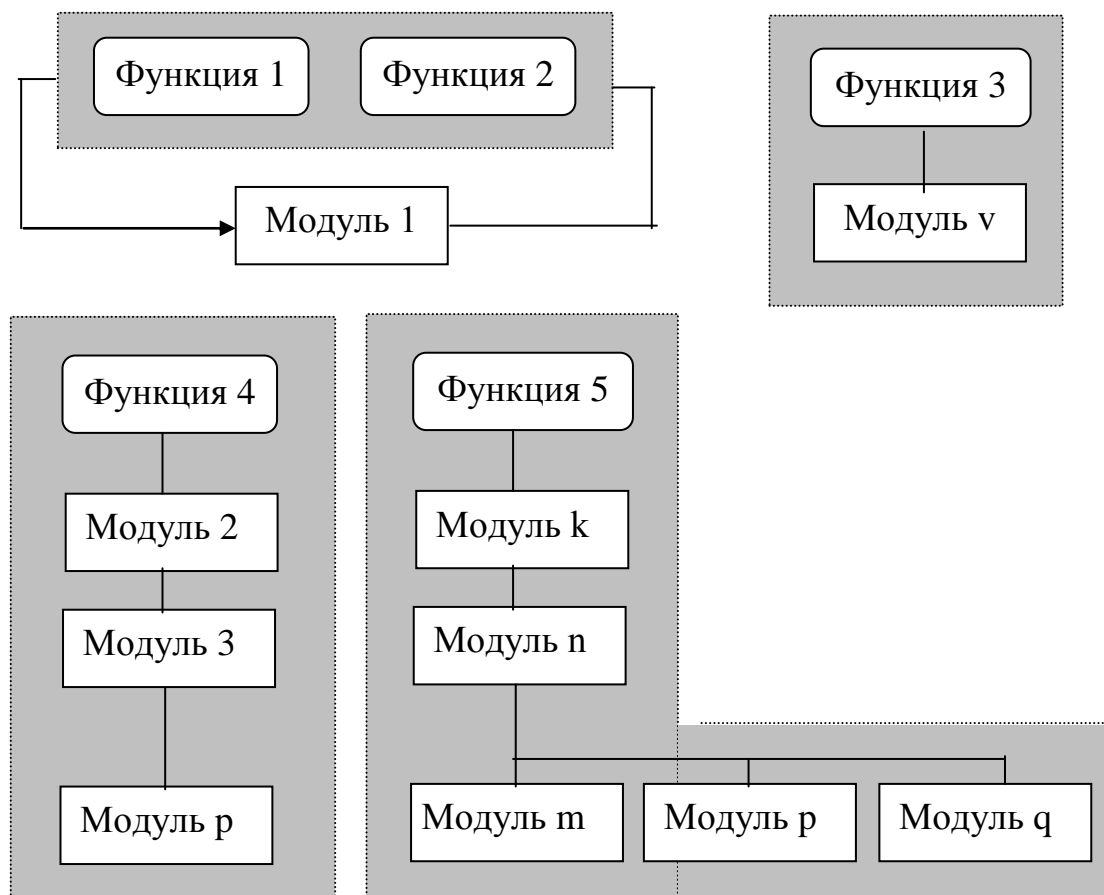 Функция 1
Функция 2
Функция 3
Модуль 1
Модуль v
Функция 4
Функция 5
Модуль 2
Модуль k
Модуль 3
Модуль n
Модуль p
Модуль m
Модуль p
Модуль q